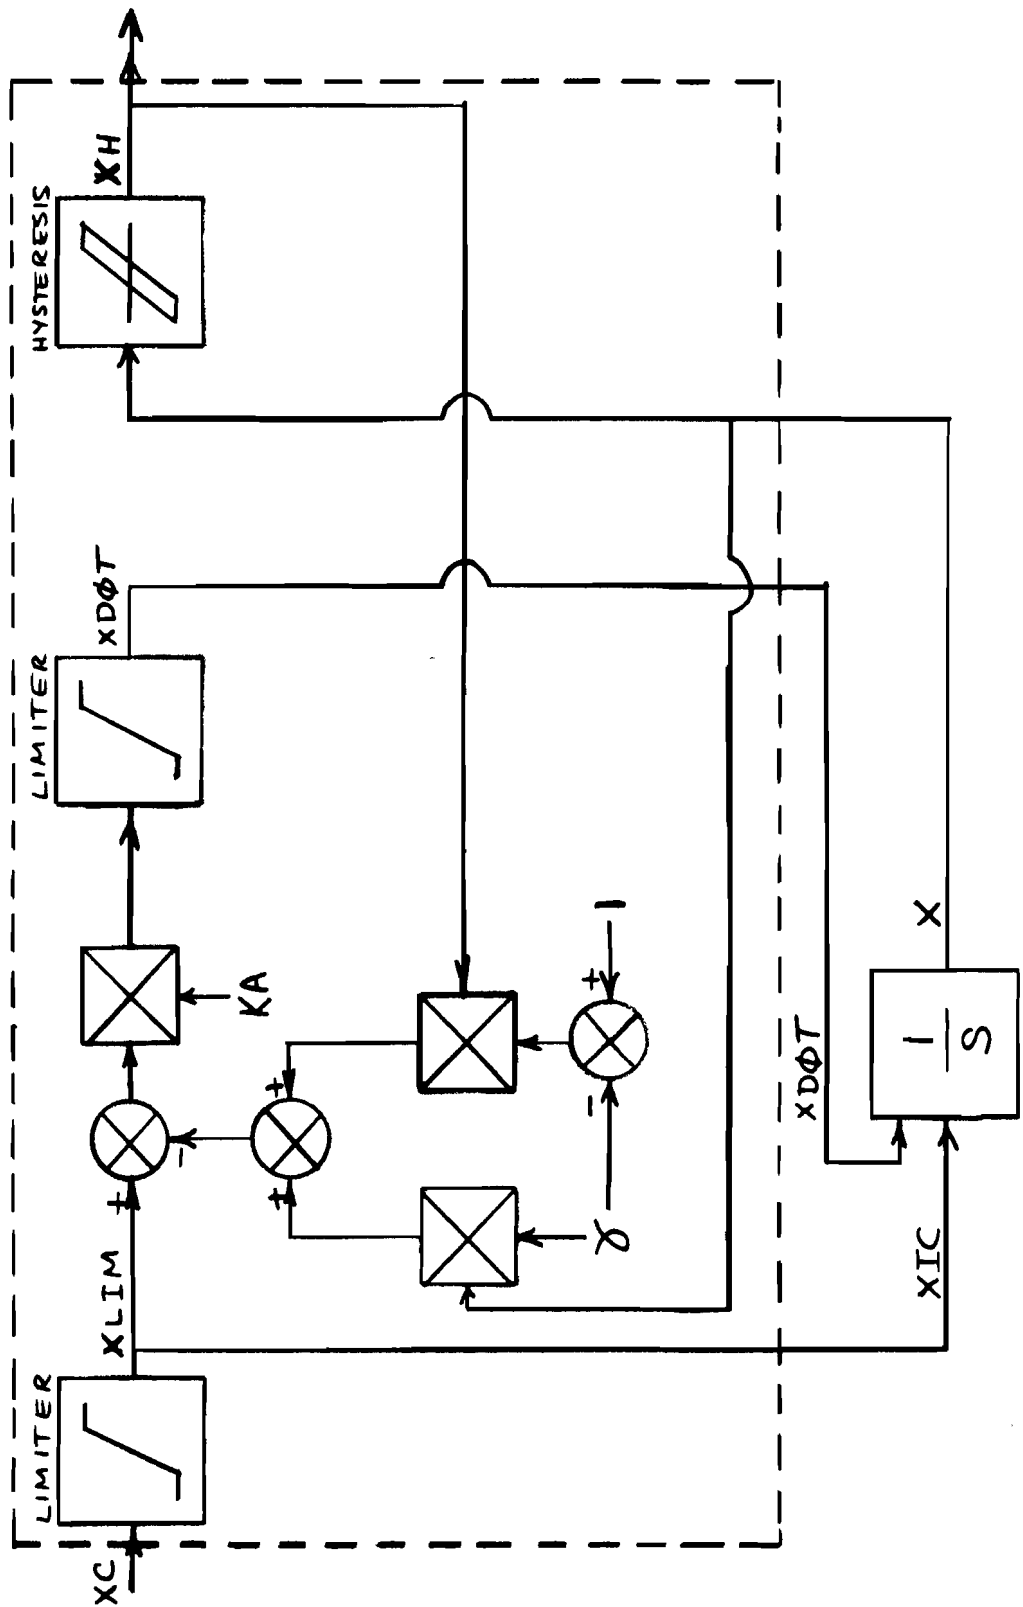 XC
LIMITER
XLIM
+
-
KA
LIMITER
XDØT
HYSTERESIS
XH
+
+
γ
-
+
1
XIC
XDØT
1
S
X